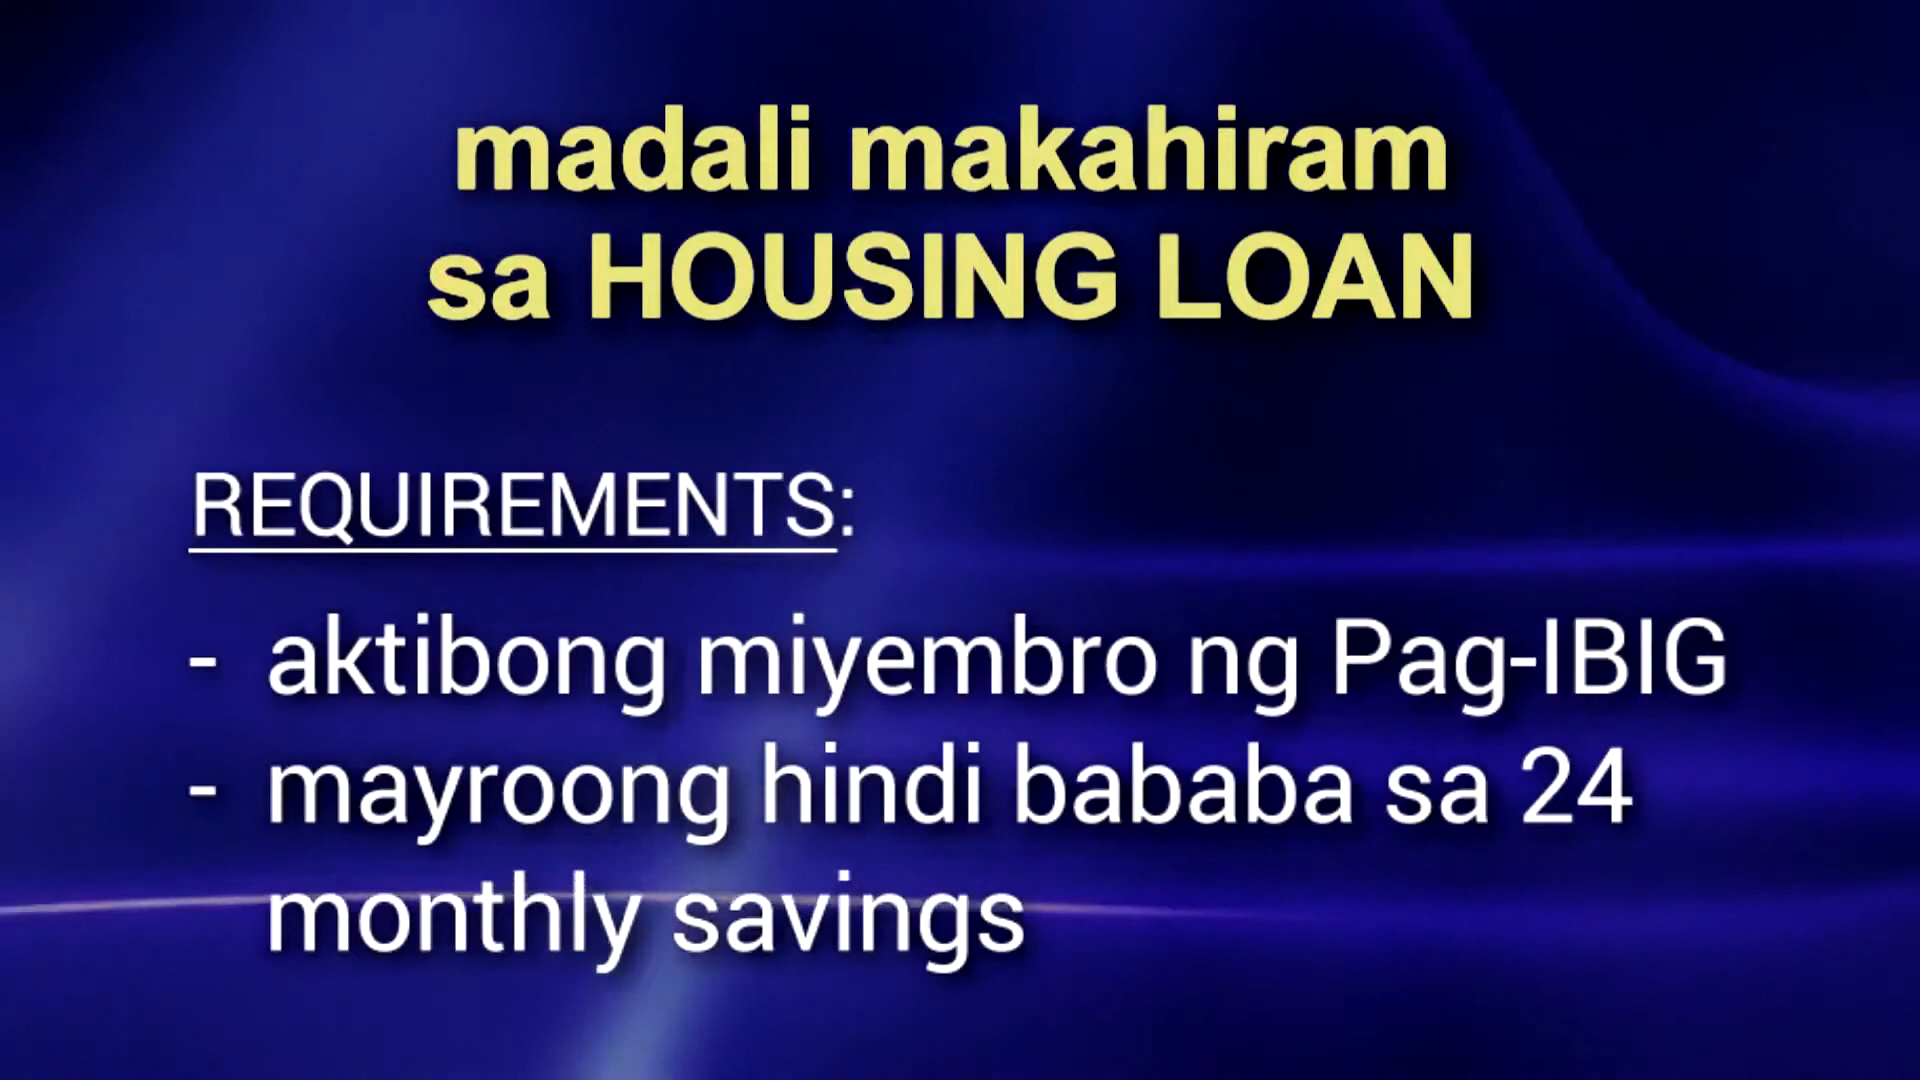 madali makahiram
sa HOUSING LOAN
REQUIREMENTS:
- aktibong miyembro ng Pag-IBIG
- mayroong hindi bababa sa 24
monthly savings